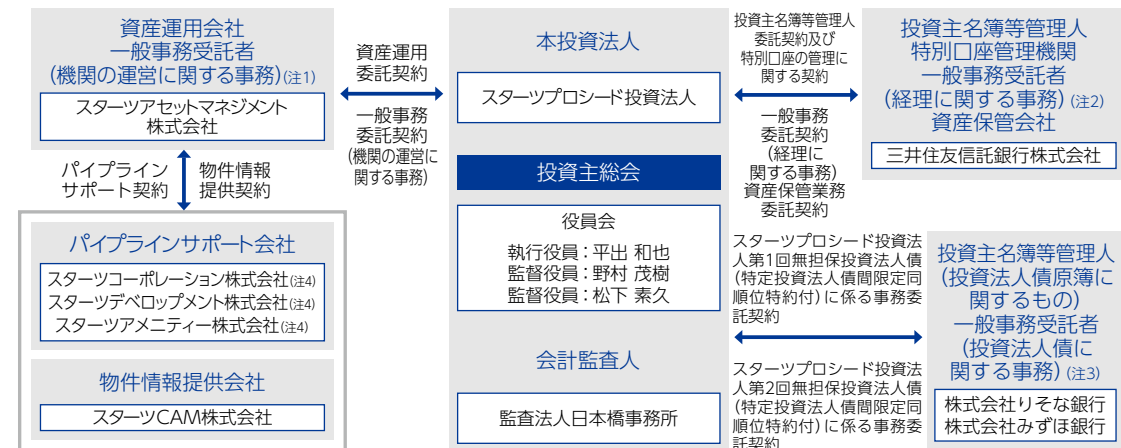 資産運用会社
一般事務受託者
(機関の運営に関する事務)(注1)
スターツアセットマネジメント
株式会社
パイプライン
サポート契約
物件情報
提供契約
パイプラインサポート会社
スターツコーポレーション株式会社(注4)
スターツデベロップメント株式会社(注4)
スターツアメニティー株式会社(注4)
物件情報提供会社
スターツCAM株式会社
資産運用
委託契約
一般事務
委託契約
(機関の運営に
関する事務)
本投資法人
スターツプロシード投資法人
投資主総会
役員会
執行役員：平出 和也
監督役員：野村 茂樹
監督役員：松下 素久
会計監査人
監査法人日本橋事務所
投資主名簿等管理人
委託契約及び
特別口座の管理に
関する契約
一般事務
委託契約
(経理に
関する事務)
資産保管業務
委託契約
スターツプロシード投資法
人第1回無担保投資法人債
(特定投資法人債間限定同
順位特約付)に係る事務委
託契約
スターツプロシード投資法
人第2回無担保投資法人債
(特定投資法人債間限定同
順位特約付)に係る事務委
託契約
投資主名簿等管理人
特別口座管理機関
一般事務受託者
(経理に関する事務)(注2)
資産保管会社
三井住友信託銀行株式会社
投資主名簿等管理人
(投資法人債原簿に
関するもの)
一般事務受託者
(投資法人債に
関する事務)(注3)
株式会社りそな銀行
株式会社みずほ銀行